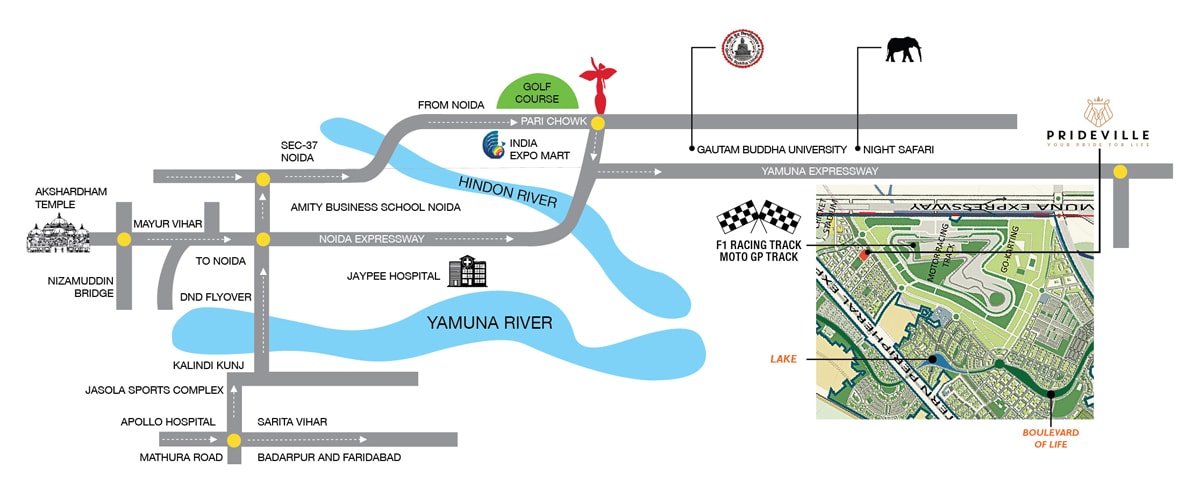 GOLF
COURSE
FROM NOIDA
PARI CHOWK
INDIA
EXPO MART
SEC-37
NOIDA
GAUTAM BUDDHA UNIVERSITY
NIGHT SAFARI
PRIDEVILLE
YOUR PRIDE FOR LIFE
YAMUNA EXPRESSWAY
HINDON RIVER
AKSHARDHAM
TEMPLE
MAYUR VIHAR
AMITY BUSINESS SCHOOL NOIDA
NOIDA EXPRESSWAY
TO NOIDA
JAYPEE HOSPITAL
NIZAMUDDIN
BRIDGE
DND FLYOVER
YAMUNA RIVER
KALINDI KUNJ
JASOLA SPORTS COMPLEX
APOLLO HOSPITAL
SARITA VIHAR
MATHURA ROAD
BADARPUR AND FARIDABAD
F1 RACING TRACK
MOTO GP TRACK
MUNA EXPRESSWAY
STADIUM
MOTOR RACING
TRACK
GO-KARTING
ERN PERIPHERAL EXP
LAKE
BOULEVARD
OF LIFE